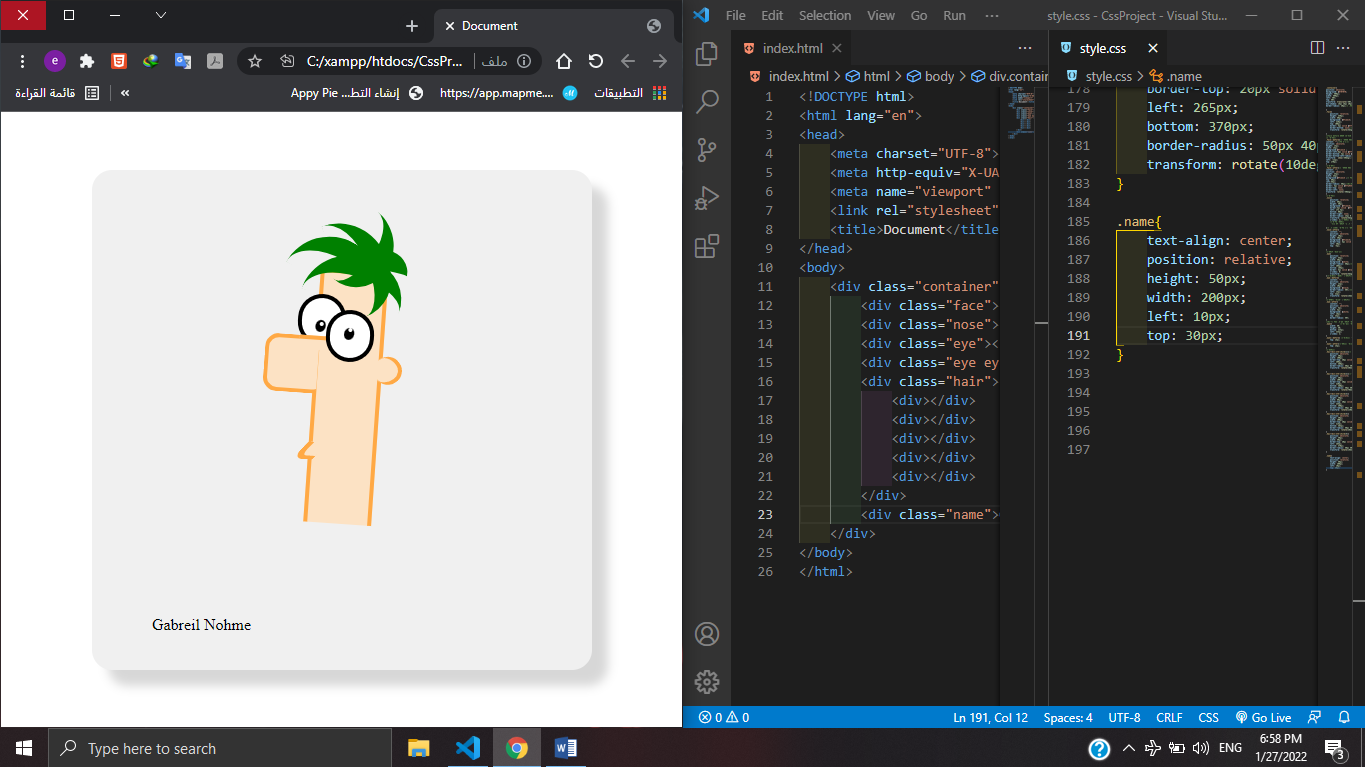 Document
C:/xampp/htdocs/CssPr... ملف
قائمة القراءة
Appy Pie ...إنشاء التط
https://app.mapme....
التطبيقات
Gabreil Nohme
File Edit Selection View Go Run ··· style.css - CssProject - Visual Stu...
index.html
index.html > html > body > div.contain
1 <!DOCTYPE html>
2 <html lang="en">
3 <head>
4 <meta charset="UTF-8">
5 <meta http-equiv="X-UA
6 <meta name="viewport"
7 <link rel="stylesheet"
8 <title>Document</title
9 </head>
10 <body>
11 <div class="container"
12 <div class="face">
13 <div class="nose">
14 <div class="eye"><
15 <div class="eye ey
16 <div class="hair">
17 <div></div>
18 <div></div>
19 <div></div>
20 <div></div>
21 <div></div>
22 </div>
23 <div class="name">
24 </div>
25 </body>
26 </html>
style.css
style.css > .name
178 border-top: 20px solid
179 left: 265px;
180 bottom: 370px;
181 border-radius: 50px 40
182 transform: rotate(10de
183 }
184
185 .name{
186 text-align: center;
187 position: relative;
188 height: 50px;
189 width: 200px;
190 left: 10px;
191 top: 30px;
192 }
193
194
195
196
197
0 0 Ln 191, Col 12 Spaces: 4 UTF-8 CRLF CSS Go Live
Type here to search
ENG
6:58 PM
1/27/2022
3